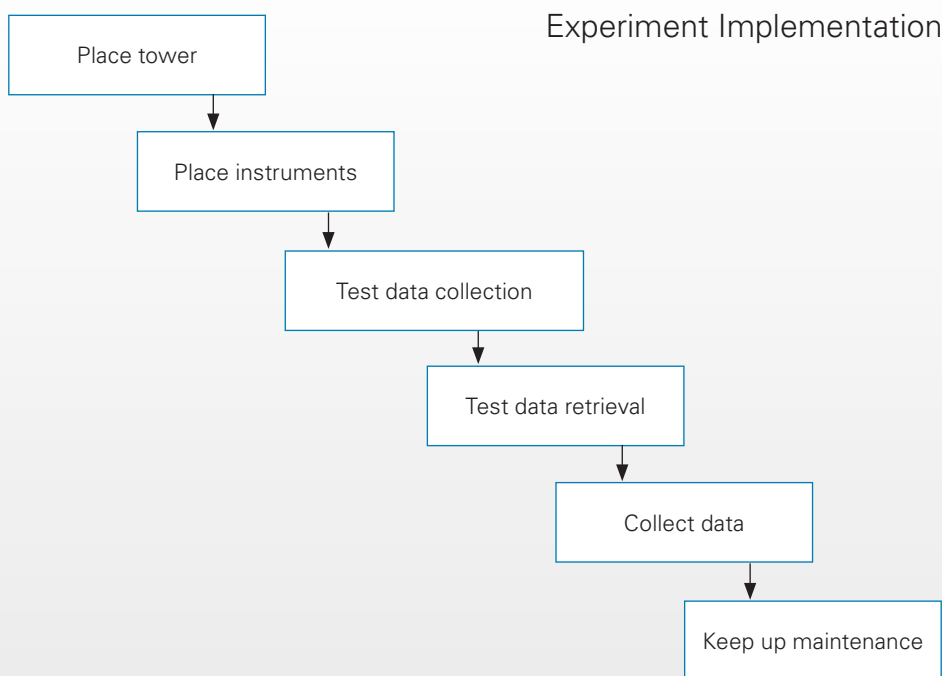 Experiment Implementation
Place tower
Place instruments
Test data collection
Test data retrieval
Collect data
Keep up maintenance